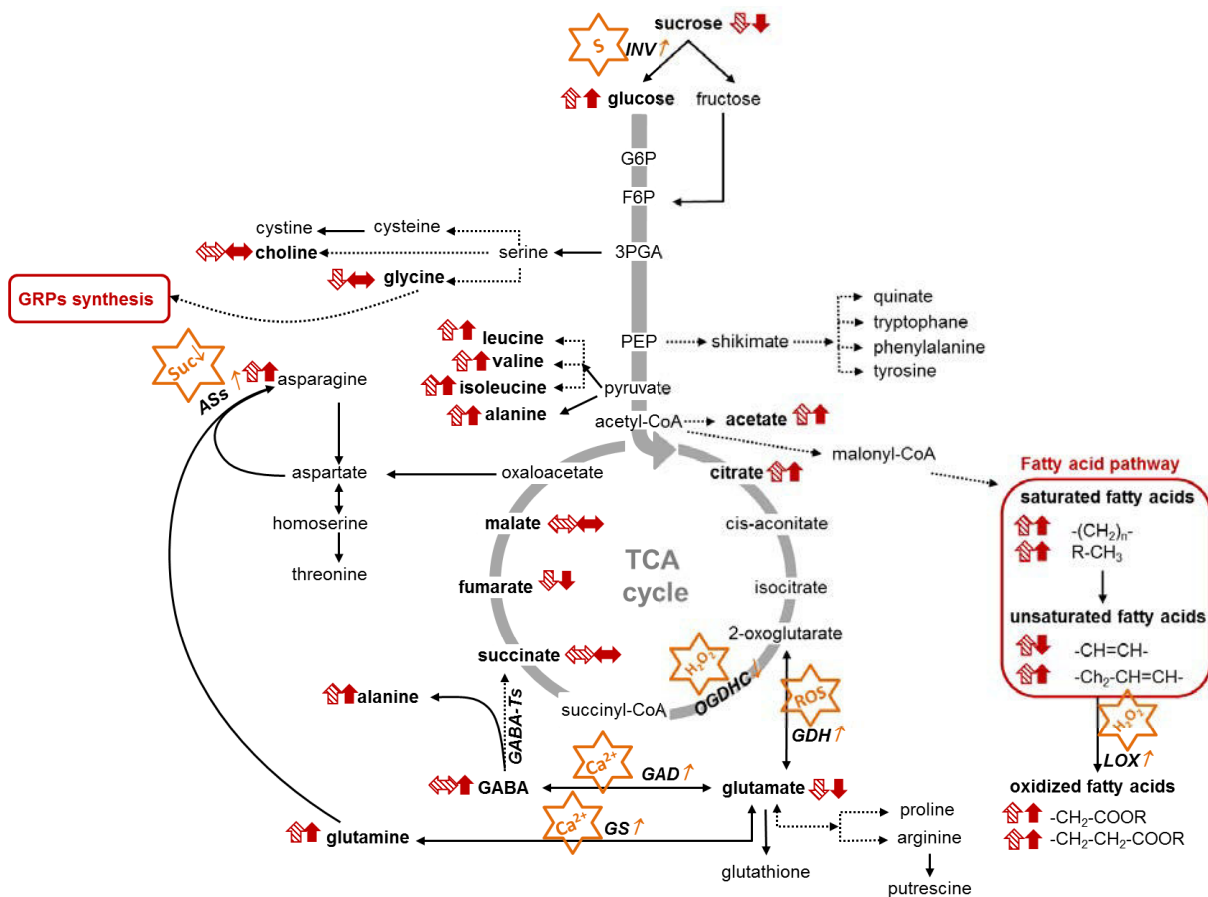 sucrose
S
INV ↑
glucose
fructose
G6P
F6P
cystine
cysteine
choline
serine
3PGA
glycine
GRPs synthesis
quinate
leucine
PEP
shikimate
tryptophane
valine
phenylalanine
Suc↓
asparagine
isoleucine
pyruvate
tyrosine
ASs ↑
alanine
acetyl-CoA
acetate
malonyl-CoA
aspartate
oxaloacetate
citrate
Fatty acid pathway
saturated fatty acids
homoserine
malate
cis-aconitate
-(CH2)n-
R-CH3
threonine
TCA
cycle
fumarate
isocitrate
unsaturated fatty acids
2-oxoglutarate
-CH=CH-
succinate
H2O2
-Ch2-CH=CH-
alanine
GABA-Ts
succinyl-CoA
OGDHC ↓
ROS
GDH ↑
H2O2
LOX ↑
Ca2+
GABA
GAD ↑
glutamate
oxidized fatty acids
proline
-CH2-COOR
glutamine
Ca2+
GS ↑
arginine
-CH2-CH2-COOR
glutathione
putrescine